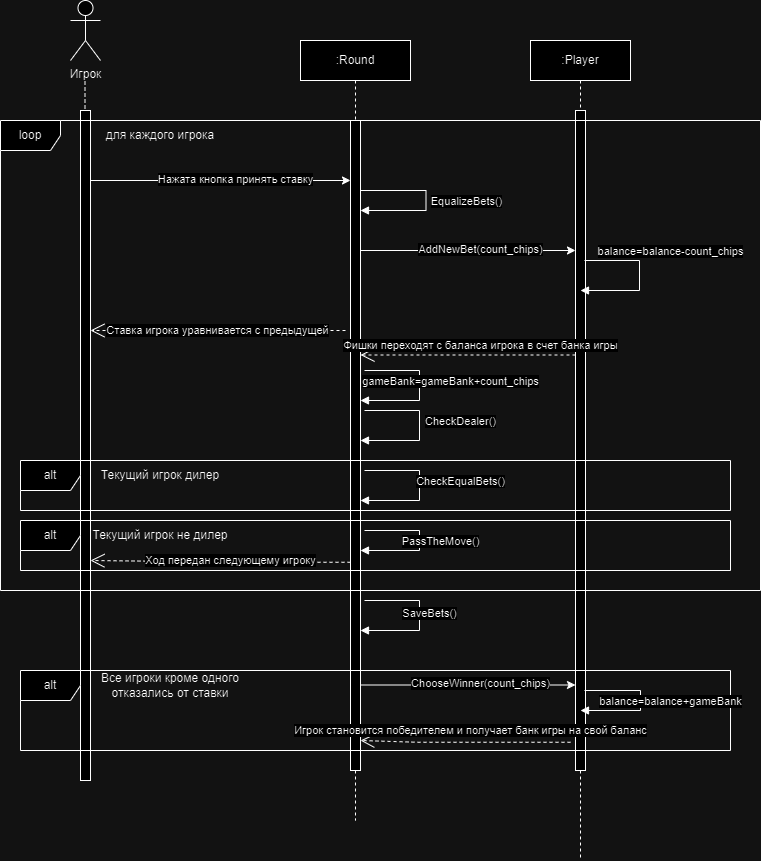 Игрок
:Round
:Player
loop
для каждого игрока
Нажата кнопка принять ставку
EqualizeBets()
AddNewBet(count_chips)
balance=balance-count_chips
Ставка игрока уравнивается с предыдущей
Фишки переходят с баланса игрока в счет банка игры
gameBank=gameBank+count_chips
CheckDealer()
alt
Текущий игрок дилер
CheckEqualBets()
alt
Текущий игрок не дилер
PassTheMove()
Ход передан следующему игроку
SaveBets()
alt
Все игроки кроме одного
отказались от ставки
ChooseWinner(count_chips)
balance=balance+gameBank
Игрок становится победителем и получает банк игры на свой баланс